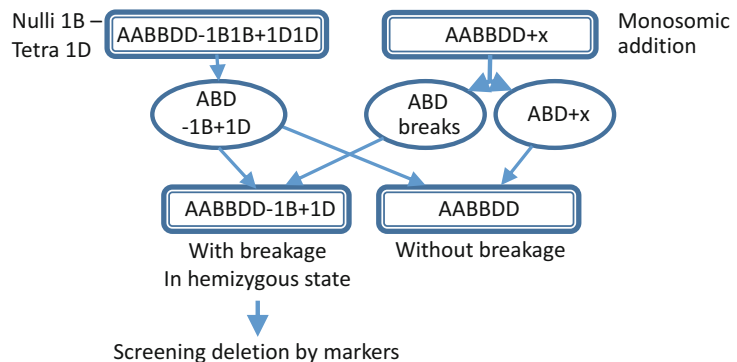 Nulli 1B –
Tetra 1D
AABBDD-1B1B+1D1D
AABBDD+x
Monosomic
addition
ABD
-1B+1D
ABD
breaks
ABD+x
AABBDD-1B+1D
AABBDD
With breakage
In hemizygous state
Without breakage
Screening deletion by markers